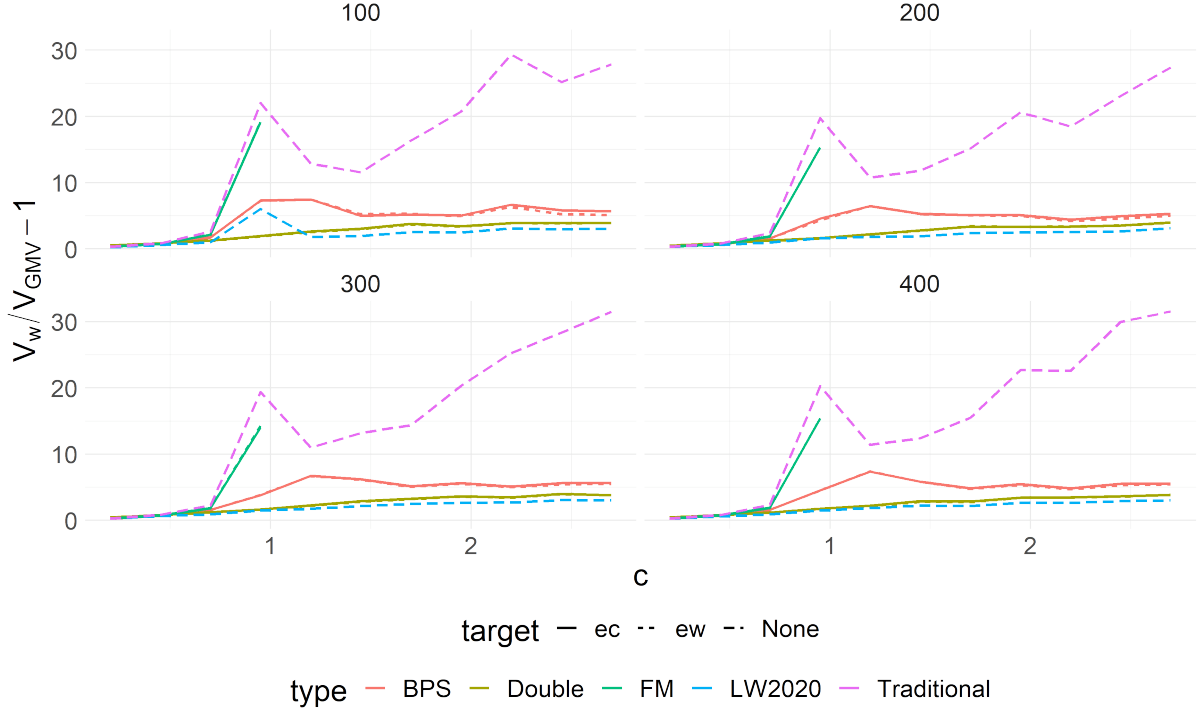 100 200
30
20
10
0
300 400
30
20
10
0
V_w/V_GMV − 1
1 2 1 2
c
target ec ew None
type BPS Double FM LW2020 Traditional